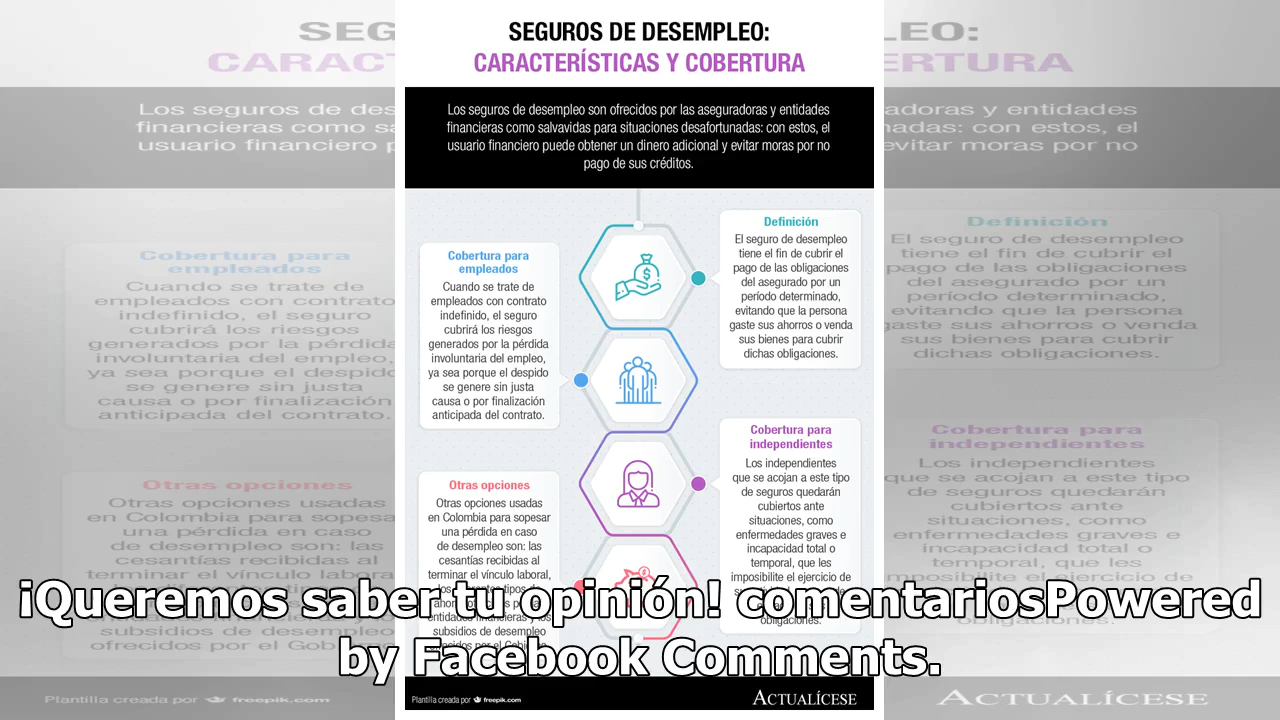 SEGUROS DE DESEMPLEO:
CARACTERÍSTICAS Y COBERTURA
Los seguros de desempleo son ofrecidos por las aseguradoras y entidades
financieras como salvavidas para situaciones desafortunadas: con estos, el
usuario financiero puede obtener un dinero adicional y evitar moras por no
pago de sus créditos.
Definición
El seguro de desempleo
tiene el fin de cubrir el
pago de las obligaciones
del asegurado por un
período determinado,
evitando que la persona
gaste sus ahorros o venda
sus bienes para cubrir
dichas obligaciones.
Cobertura para
empleados
Cuando se trate de
empleados con contrato
indefinido, el seguro
cubrirá los riesgos
generados por la pérdida
involuntaria del empleo,
ya sea porque el despido
se genere sin justa
causa o por finalización
anticipada del contrato.
Cobertura para
independientes
Los independientes
que se acojan a este tipo
de seguros quedarán
cubiertos ante
situaciones, como
enfermedades graves e
incapacidad total o
temporal, que les
imposibilite el ejercicio de
obligaciones.
Otras opciones
Otras opciones usadas
en Colombia para sopesar
una pérdida en caso
de desempleo son: las
cesantías recibidas al
terminar el vínculo laboral,
entidades financieras y los
subsidios de desempleo
¡Queremos saber tu opinión! comentariosPowered
by Facebook Comments.
Plantilla creada por freepik.com
ACTUALÍCESE